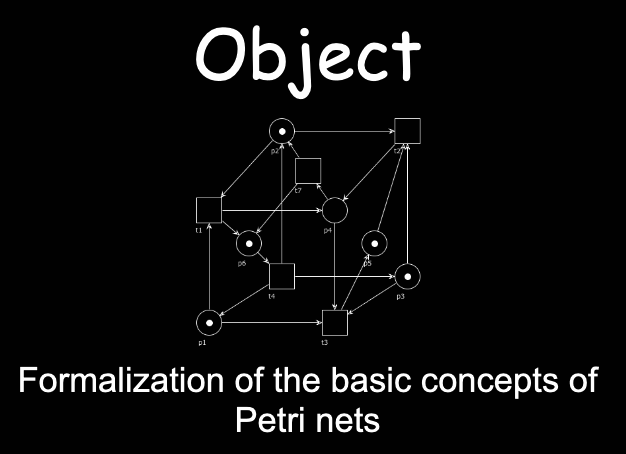 Object
p2
t2
t7
t1
p4
p6
p5
t4
p3
p1
t3
Formalization of the basic concepts of
Petri nets